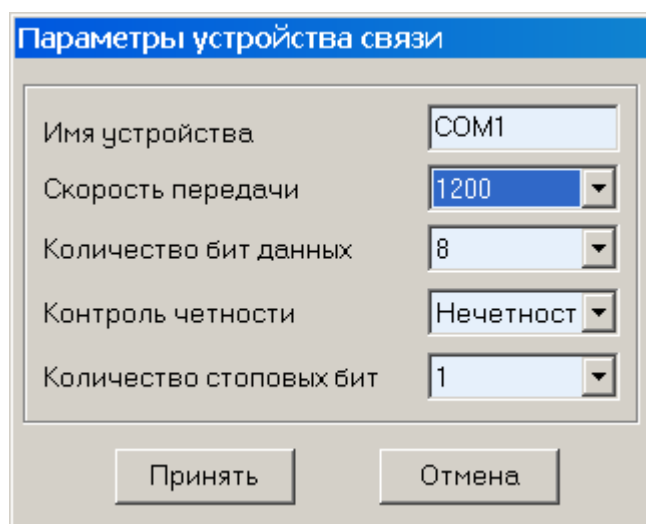 Параметры устройства связи
Имя устройства COM1
Скорость передачи 1200
Количество бит данных 8
Контроль четности Нечетност
Количество стоповых бит 1
Принять Отмена